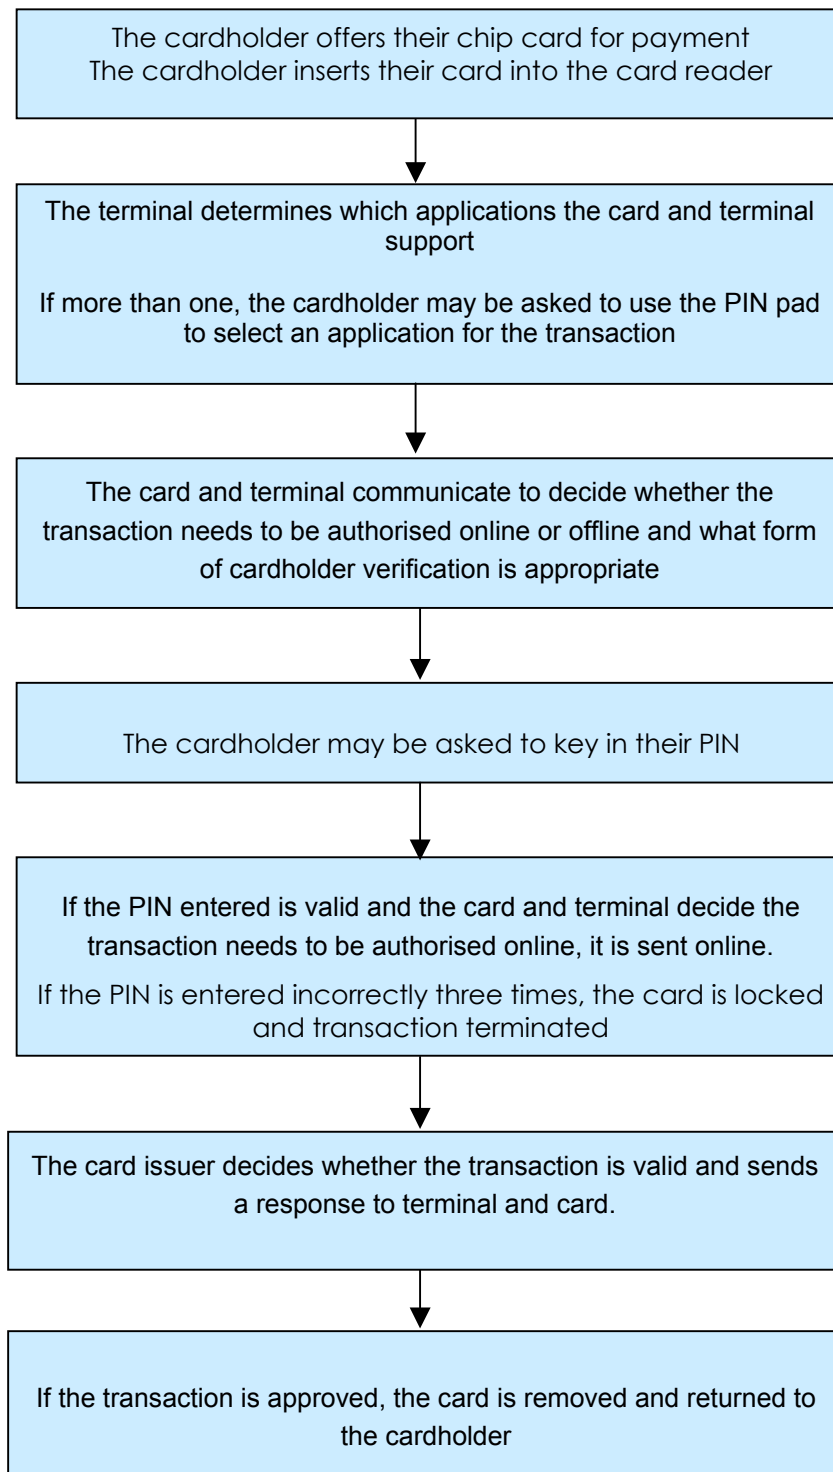 The cardholder offers their chip card for payment
The cardholder inserts their card into the card reader
The terminal determines which applications the card and terminal
support
If more than one, the cardholder may be asked to use the PIN pad
to select an application for the transaction
The card and terminal communicate to decide whether the
transaction needs to be authorised online or offline and what form
of cardholder verification is appropriate
The cardholder may be asked to key in their PIN
If the PIN entered is valid and the card and terminal decide the
transaction needs to be authorised online, it is sent online.
If the PIN is entered incorrectly three times, the card is locked
and transaction terminated
The card issuer decides whether the transaction is valid and sends
a response to terminal and card.
If the transaction is approved, the card is removed and returned to
the cardholder